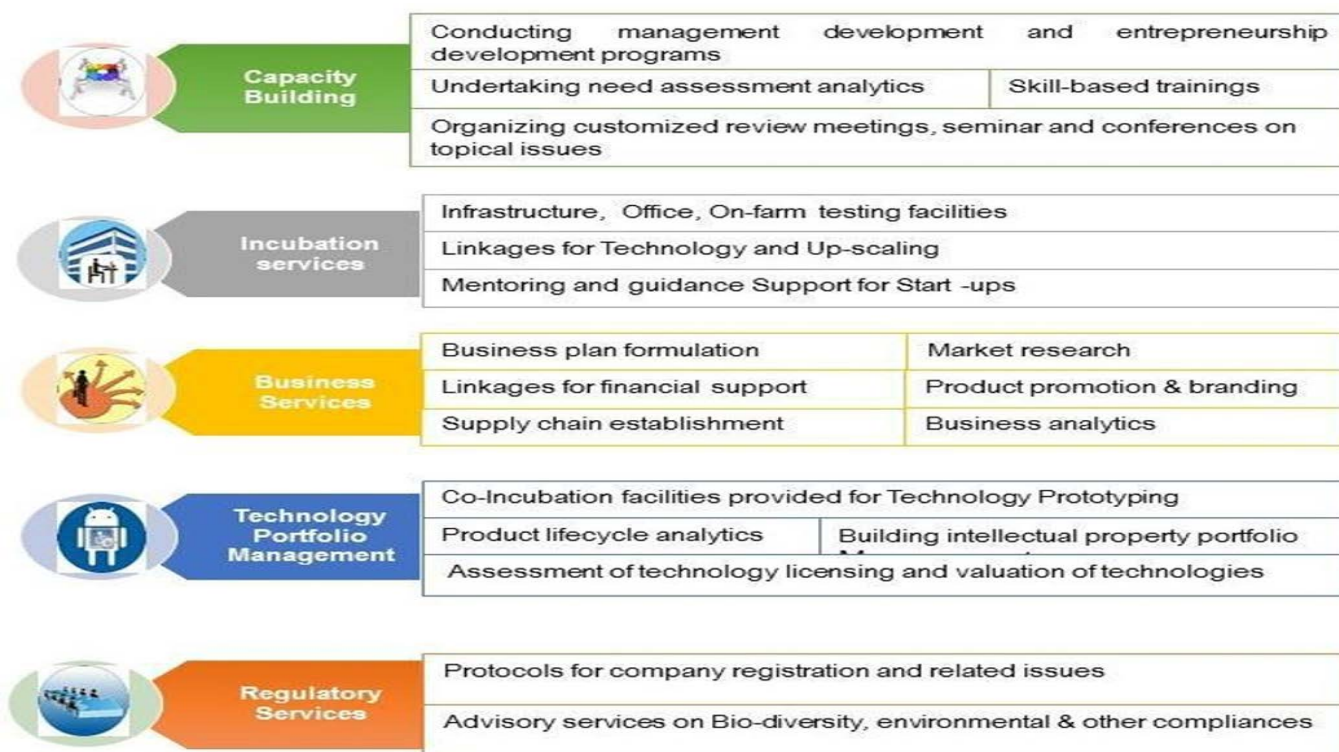 Capacity
Building
Conducting management development and entrepreneurship
development programs
Undertaking need assessment analytics
Skill-based trainings
Organizing customized review meetings, seminar and conferences on
topical issues
Incubation
services
Infrastructure, Office, On-farm testing facilities
Linkages for Technology and Up-scaling
Mentoring and guidance Support for Start -ups
Business
Services
Business plan formulation
Market research
Linkages for financial support
Product promotion & branding
Supply chain establishment
Business analytics
Technology
Portfolio
Management
Co-Incubation facilities provided for Technology Prototyping
Product lifecycle analytics
Building intellectual property portfolio
Assessment of technology licensing and valuation of technologies
Regulatory
Services
Protocols for company registration and related issues
Advisory services on Bio-diversity, environmental & other compliances